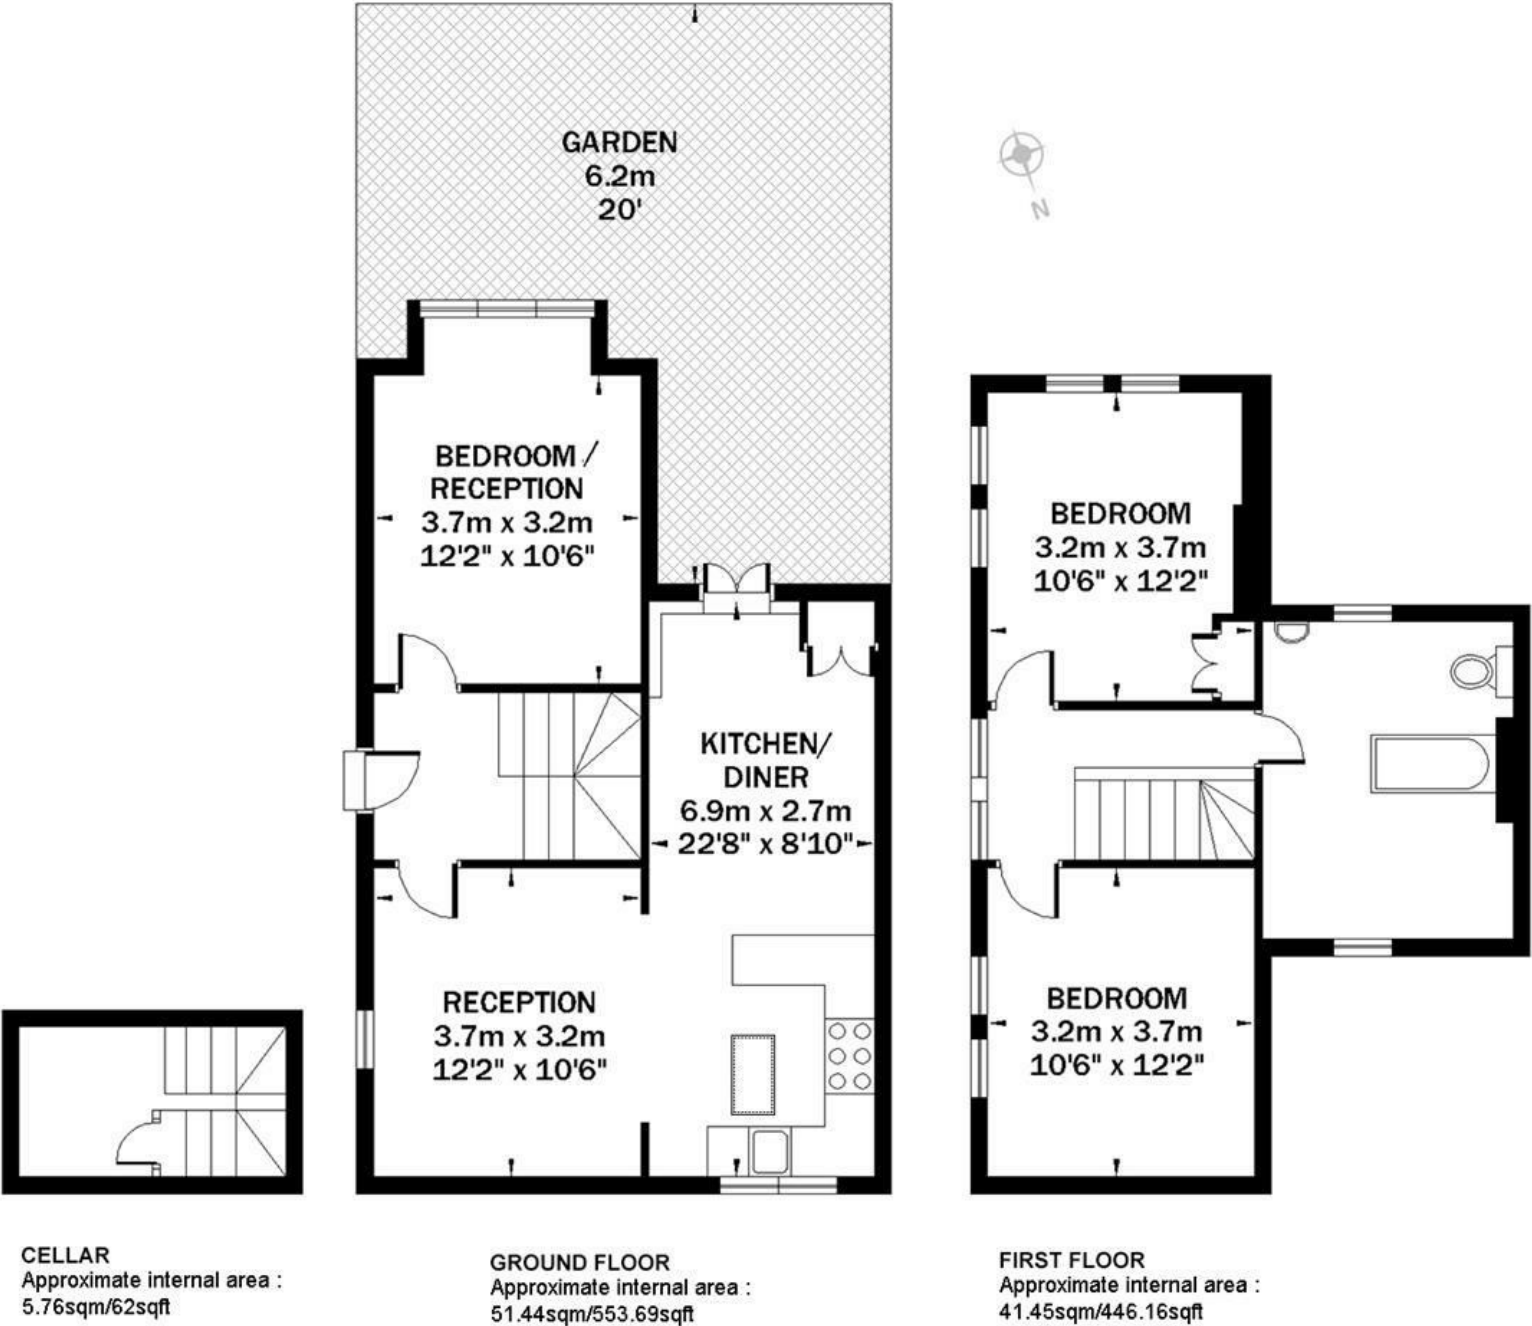 GARDEN
6.2m
20'
N
BEDROOM /
RECEPTION
3.7m x 3.2m
12'2" x 10'6"
KITCHEN/
DINER
6.9m x 2.7m
22'8" x 8'10"
RECEPTION
3.7m x 3.2m
12'2" x 10'6"
BEDROOM
3.2m x 3.7m
10'6" x 12'2"
BEDROOM
3.2m x 3.7m
10'6" x 12'2"
CELLAR
Approximate internal area :
5.76sqm/62sqft
GROUND FLOOR
Approximate internal area :
51.44sqm/553.69sqft
FIRST FLOOR
Approximate internal area :
41.45sqm/446.16sqft